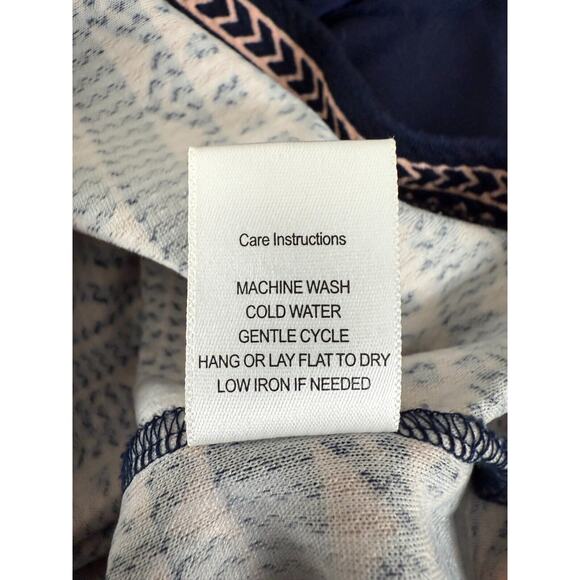 Care Instructions
MACHINE WASH
COLD WATER
GENTLE CYCLE
HANG OR LAY FLAT TO DRY
LOW IRON IF NEEDED